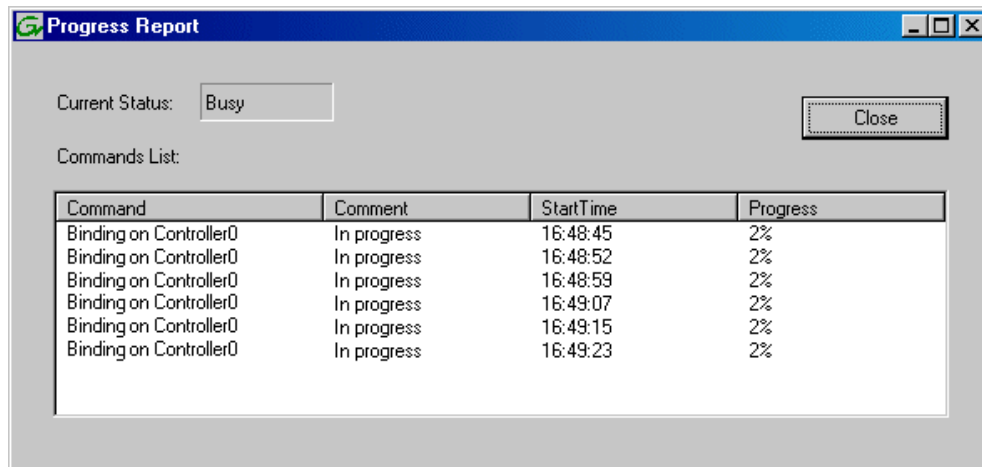 Progress Report
Current Status: Busy
Close
Commands List:
Command Comment StartTime Progress
Binding on Controller0 In progress 16:48:45 2%
Binding on Controller0 In progress 16:48:52 2%
Binding on Controller0 In progress 16:48:59 2%
Binding on Controller0 In progress 16:49:07 2%
Binding on Controller0 In progress 16:49:15 2%
Binding on Controller0 In progress 16:49:23 2%